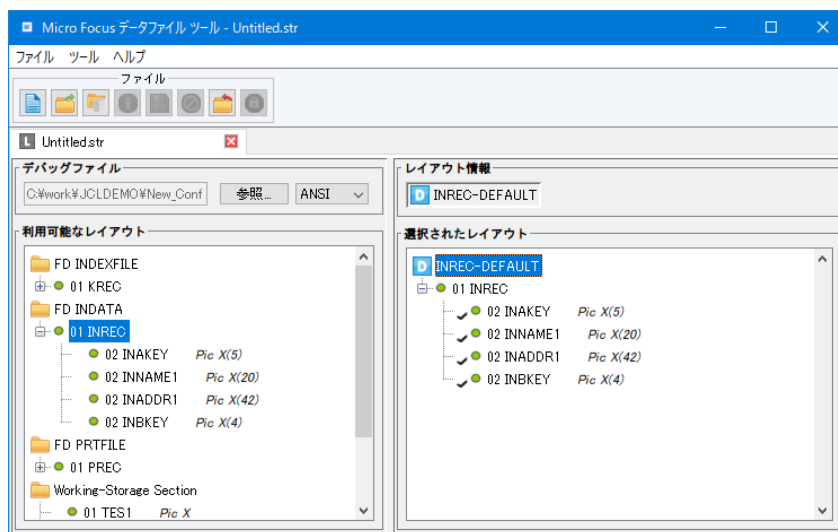 Micro Focus データファイル ツール - Untitled.str
ファイル ツール ヘルプ
ファイル
L Untitled.str
デバッグファイル
C:¥work¥JCLDEMO¥New_Conf 参照... ANSI
利用可能なレイアウト
FD INDEXFILE
01 KREC
FD INDATA
01 INREC
02 INAKEY Pic X(5)
02 INNAME1 Pic X(20)
02 INADDR1 Pic X(42)
02 INBKEY Pic X(4)
FD PRTFILE
01 PREC
Working-Storage Section
01 TES1 Pic X
レイアウト情報
D INREC-DEFAULT
選択されたレイアウト
D INREC-DEFAULT
01 INREC
02 INAKEY Pic X(5)
02 INNAME1 Pic X(20)
02 INADDR1 Pic X(42)
02 INBKEY Pic X(4)